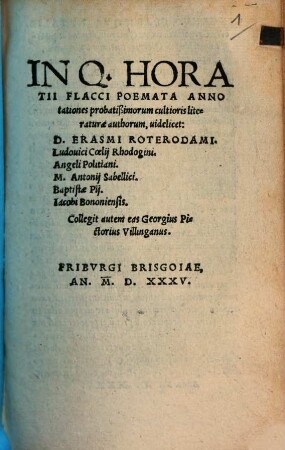 1
IN Q. HORA
TII FLACCI POEMATA ANNO
tationes probatißimorum cultioris lite-
raturæ authorum, uidelicet:
D. ERASMI ROTERODAMI.
Ludouici Cœlij Rhodogini.
Angeli Politiani.
M. Antonij Sabellici.
Baptistæ Pij.
Iacobi Bononiensis.
Collegit autem eas Georgius Pi-
ctorius Villinganus.
FRIBVRGI BRISGOIAE,
AN. M. D. XXXV.